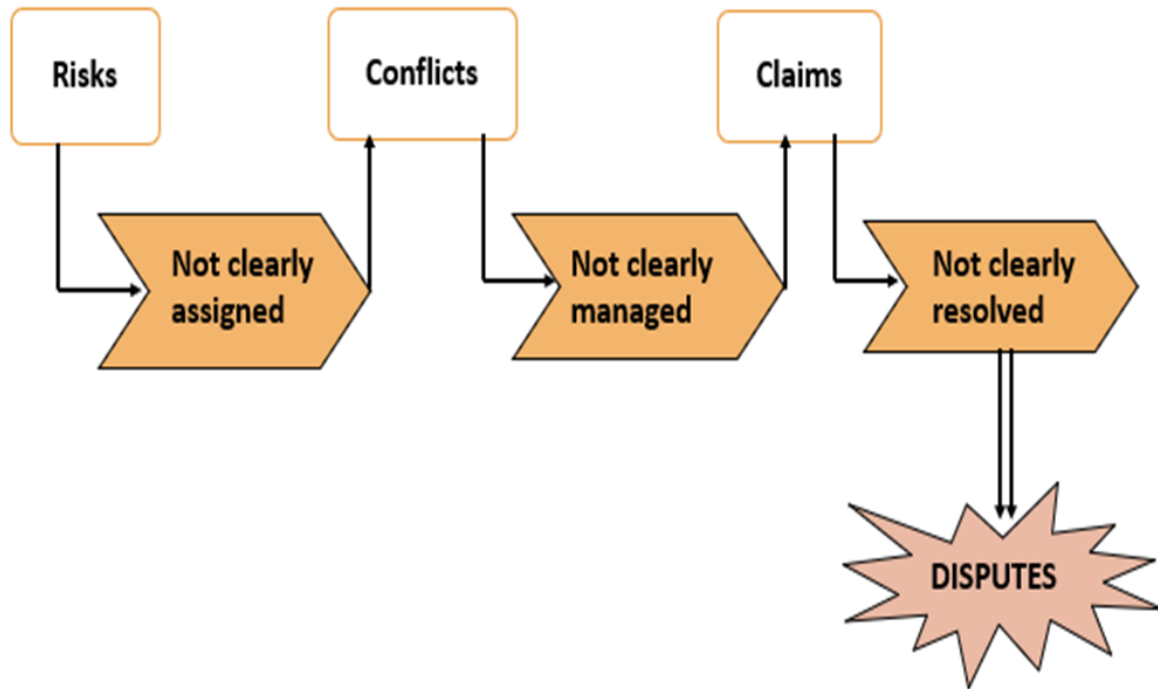 Risks
Conflicts
Claims
Not clearly
assigned
Not clearly
managed
Not clearly
resolved
DISPUTES